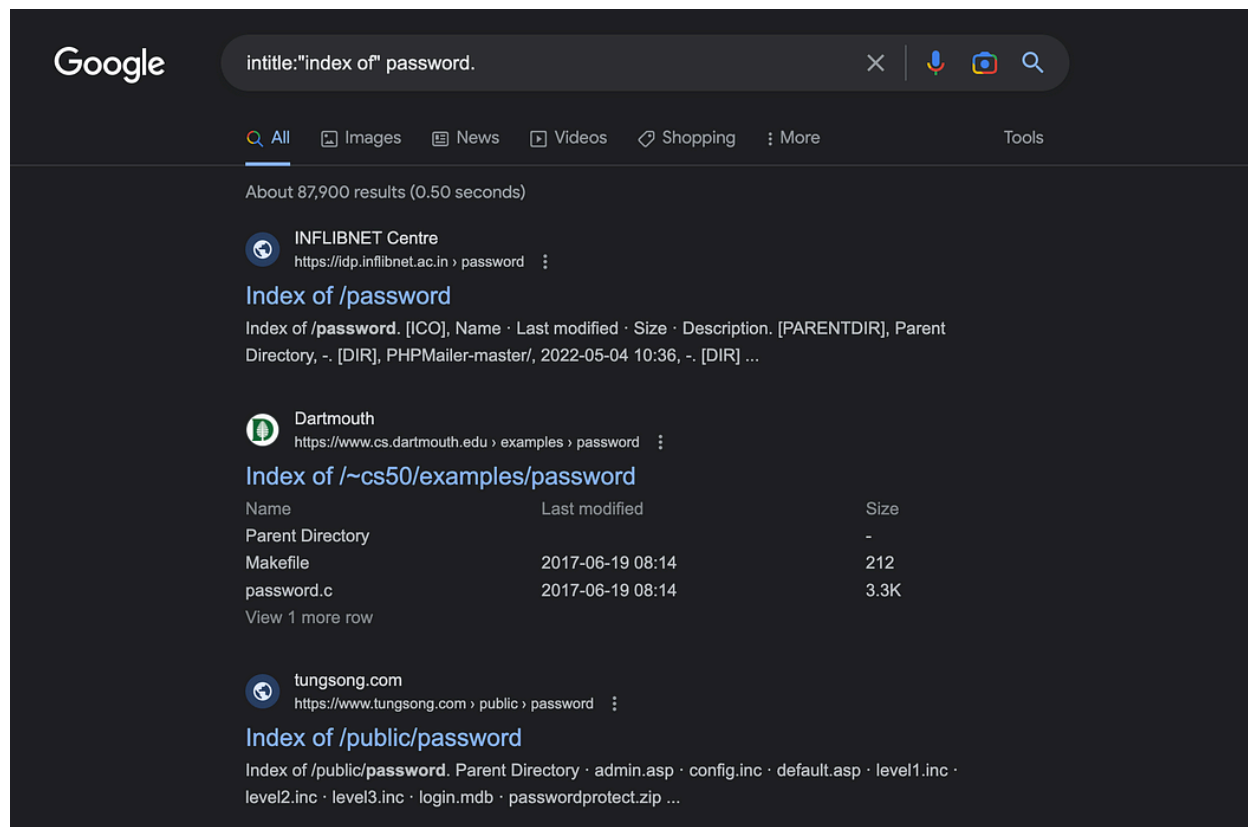 Google
intitle:"index of" password.
All Images News Videos Shopping More Tools
About 87,900 results (0.50 seconds)
INFLIBNET Centre
https://idp.inflibnet.ac.in › password
Index of /password
Index of /password. [ICO], Name · Last modified · Size · Description. [PARENTDIR], Parent
Directory, -. [DIR], PHPMailer-master/, 2022-05-04 10:36, -. [DIR] ...
Dartmouth
https://www.cs.dartmouth.edu › examples › password
Index of /~cs50/examples/password
Name Last modified Size
Parent Directory -
Makefile 2017-06-19 08:14 212
password.c 2017-06-19 08:14 3.3K
View 1 more row
tungsong.com
https://www.tungsong.com › public › password
Index of /public/password
Index of /public/password. Parent Directory · admin.asp · config.inc · default.asp · level1.inc ·
level2.inc · level3.inc · login.mdb · passwordprotect.zip ...